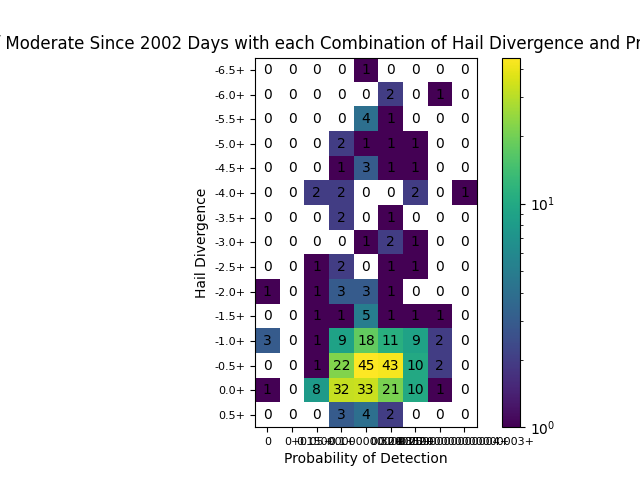 Moderate Since 2002 Days with each Combination of Hail Divergence and Pr
-6.5+ 0 0 0 0 1 0 0 0 0
-6.0+ 0 0 0 0 0 2 0 1 0
-5.5+ 0 0 0 0 4 1 0 0 0
-5.0+ 0 0 0 2 1 1 1 0 0
-4.5+ 0 0 0 1 3 1 1 0 0
-4.0+ 0 0 2 2 0 0 2 0 1
-3.5+ 0 0 0 2 0 1 0 0 0
-3.0+ 0 0 0 0 1 2 1 0 0
-2.5+ 0 0 1 2 0 1 1 0 0
-2.0+ 1 0 1 3 3 1 0 0 0
-1.5+ 0 0 1 1 5 1 1 1 0
-1.0+ 3 0 1 9 18 11 9 2 0
-0.5+ 0 0 1 22 45 43 10 2 0
0.0+ 1 0 8 32 33 21 10 1 0
0.5+ 0 0 0 3 4 2 0 0 0
0
Probability of Detection
Hail Divergence
10^1
10^0